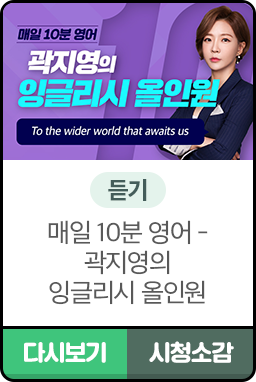 매일 10분 영어
곽지영의
잉글리시 올인원
To the wider world that awaits us
듣기
매일 10분 영어 -
곽지영의
잉글리시 올인원
다시보기 시청소감